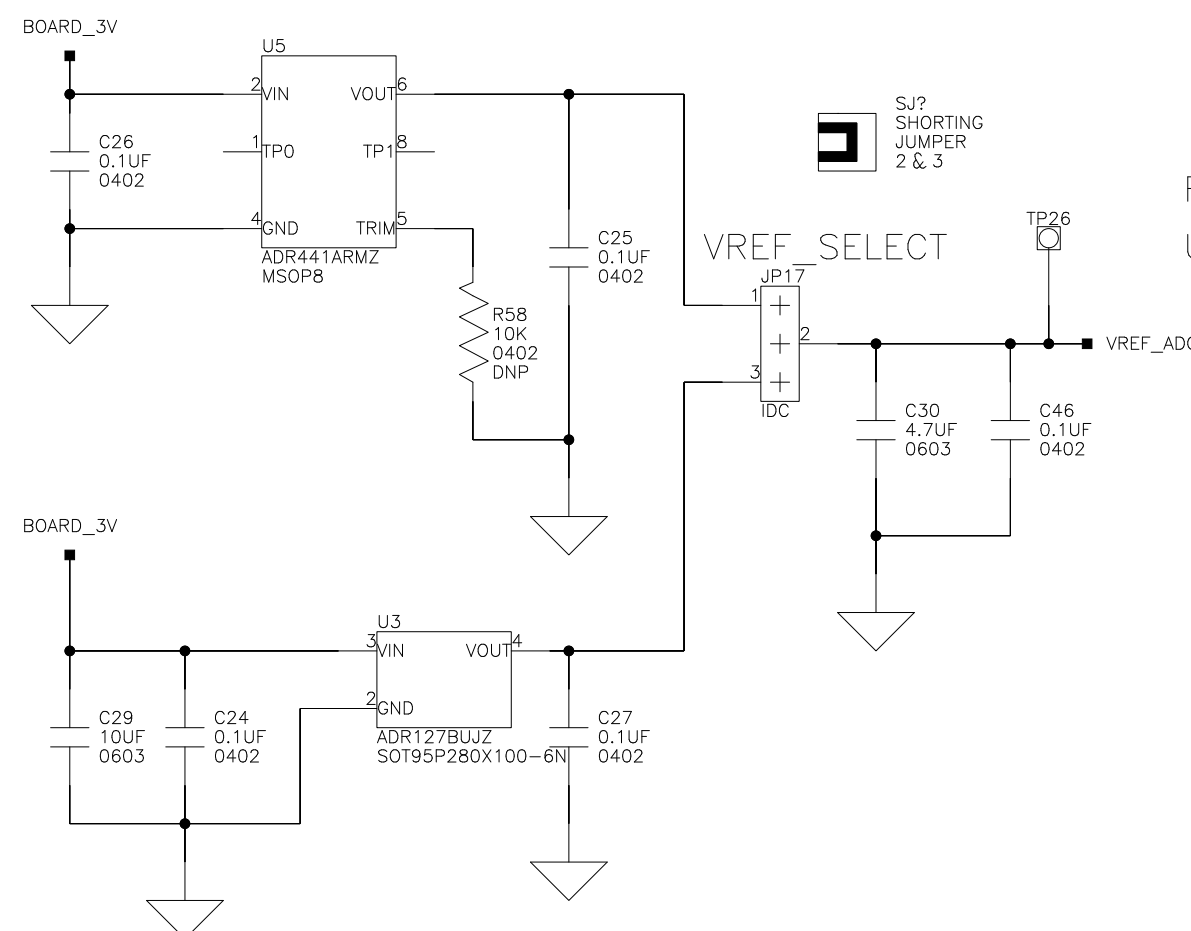 BOARD_3V
U5
2
VIN
VOUT
6
1
TP0
TP1
8
4
GND
TRIM
5
ADR441ARMZ
MSOP8
C26
0.1UF
0402
C25
0.1UF
0402
R58
10K
0402
DNP
SJ?
SHORTING
JUMPER
2 & 3
VREF_SELECT
JP17
1
2
3
IDC
TP26
VREF_ADC
C30
4.7UF
0603
C46
0.1UF
0402
BOARD_3V
U3
3
VIN
VOUT
4
2
GND
ADR127BUJZ
SOT95P280X100-6N
C29
10UF
0603
C24
0.1UF
0402
C27
0.1UF
0402